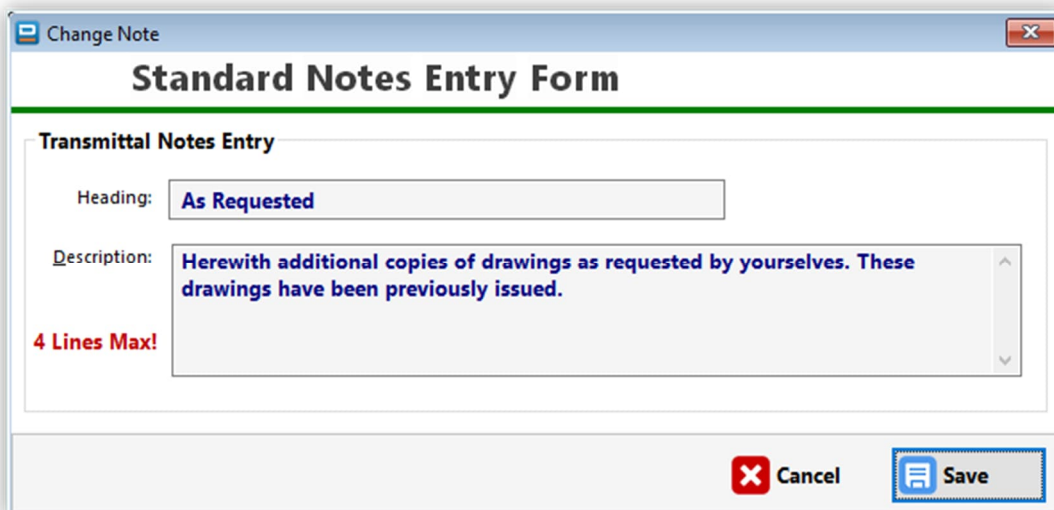 Change Note
Standard Notes Entry Form
Transmittal Notes Entry
Heading:
As Requested
Description:
Herewith additional copies of drawings as requested by yourselves. These
drawings have been previously issued.
4 Lines Max!
Cancel
Save